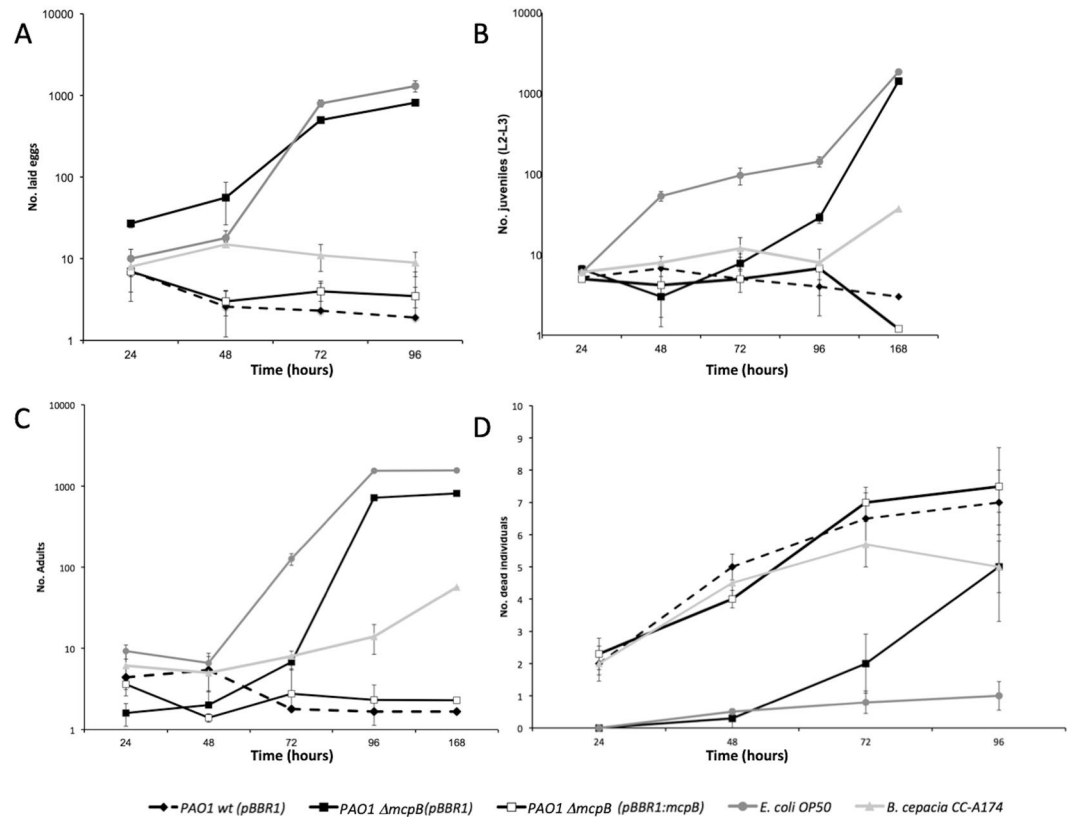 A
10000
1000
100
10
1
No. laid eggs
24 48 72 96
Time (hours)
B
10000
1000
100
10
1
No. juveniles (L2-L3)
24 48 72 96 168
Time (hours)
C
10000
1000
100
10
1
No. Adults
24 48 72 96 168
Time (hours)
D
10
9
8
7
6
5
4
3
2
1
0
No. dead individuals
24 48 72 96
Time (hours)
PAO1 wt (pBBR1) PAO1 ΔmcpB(pBBR1) PAO1 ΔmcpB (pBBR1:mcpB) E. coli OP50 B. cepacia CC-A174